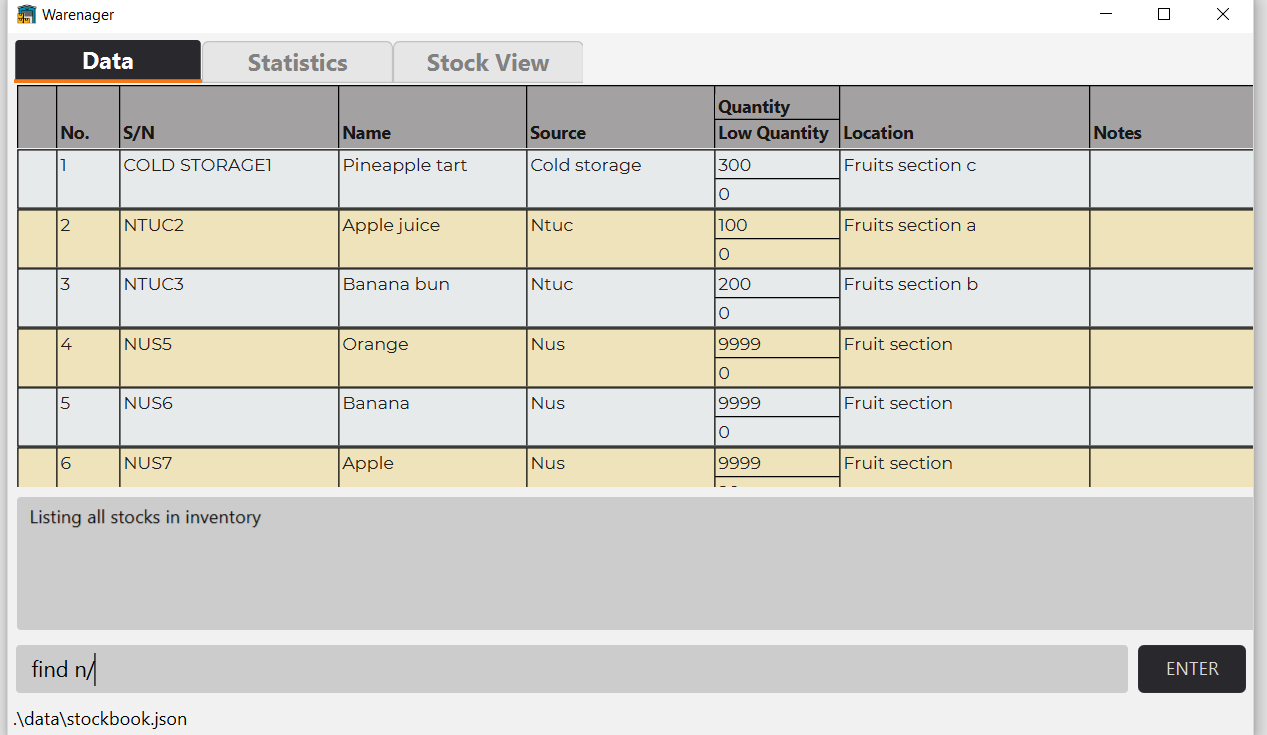 Warenager
Data Statistics Stock View
No. S/N Name Source Quantity Low Quantity Location Notes
1 COLD STORAGE1 Pineapple tart Cold storage 300 Fruits section c
0
2 NTUC2 Apple juice Ntuc 100 Fruits section a
0
3 NTUC3 Banana bun Ntuc 200 Fruits section b
0
4 NUS5 Orange Nus 9999 Fruit section
0
5 NUS6 Banana Nus 9999 Fruit section
0
6 NUS7 Apple Nus 9999 Fruit section
Listing all stocks in inventory
find n/
ENTER
.\data\stockbook.json